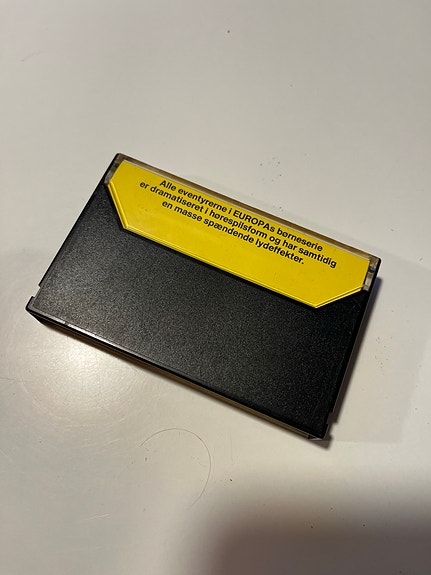 Alle eventyrerne i EUROPAs børneserie
er dramatiseret i hørespilsform og har samtidig
en masse spændende lydeffekter.